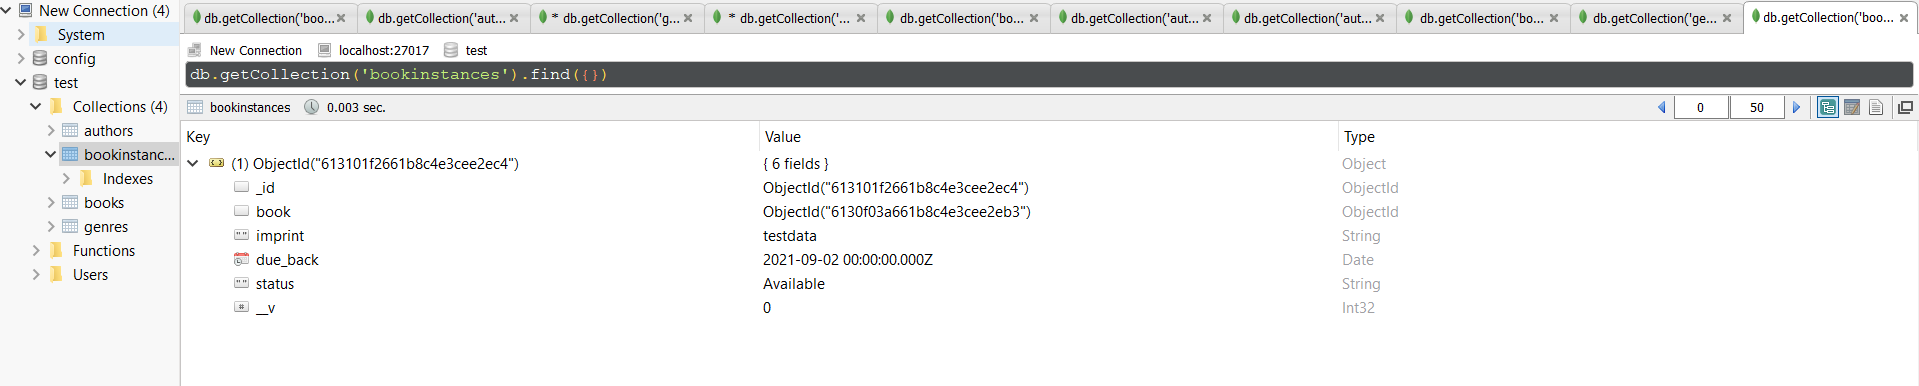 New Connection (4)
System
config
test
Collections (4)
authors
bookinstanc...
Indexes
books
genres
Functions
Users
db.getCollection('boo...
db.getCollection('aut...
* db.getCollection('g...
* db.getCollection('...
db.getCollection('bo...
db.getCollection('aut...
db.getCollection('aut...
db.getCollection('bo...
db.getCollection('ge...
db.getCollection('boo...
New Connection localhost:27017 test
db.getCollection('bookinstances').find({})
bookinstances 0.003 sec. 0 50
Key Value Type
(1) ObjectId("613101f2661b8c4e3cee2ec4") { 6 fields } Object
_id ObjectId("613101f2661b8c4e3cee2ec4") ObjectId
book ObjectId("6130f03a661b8c4e3cee2eb3") ObjectId
imprint testdata String
due_back 2021-09-02 00:00:00.000Z Date
status Available String
__v 0 Int32